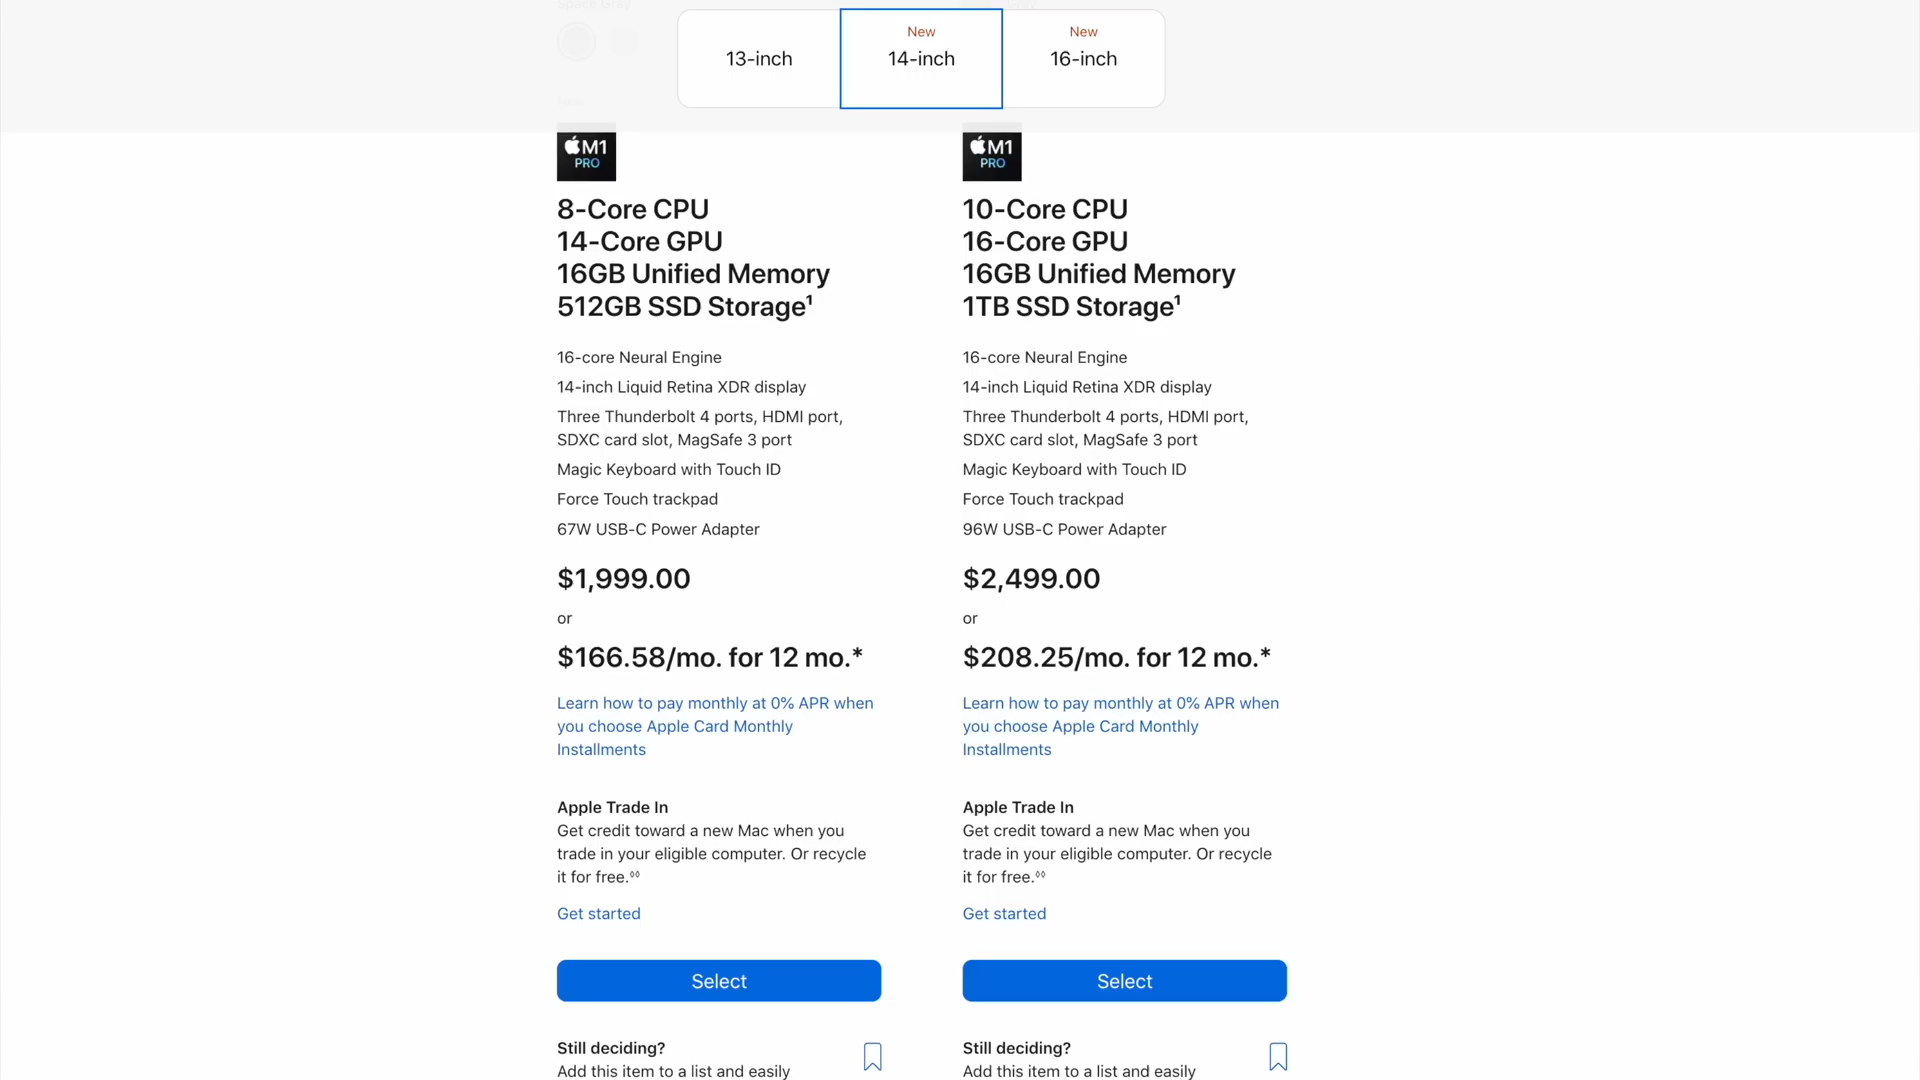 Space Gray
New
New
13-inch
14-inch
16-inch
M1
PRO
8-Core CPU
14-Core GPU
16GB Unified Memory
512GB SSD Storage¹
16-core Neural Engine
14-inch Liquid Retina XDR display
Three Thunderbolt 4 ports, HDMI port,
SDXC card slot, MagSafe 3 port
Magic Keyboard with Touch ID
Force Touch trackpad
67W USB-C Power Adapter
$1,999.00
or
$166.58/mo. for 12 mo.*
Learn how to pay monthly at 0% APR when
you choose Apple Card Monthly
Installments
Apple Trade In
Get credit toward a new Mac when you
trade in your eligible computer. Or recycle
it for free.◊◊
Get started
Select
Still deciding?
Add this item to a list and easily
M1
PRO
10-Core CPU
16-Core GPU
16GB Unified Memory
1TB SSD Storage¹
16-core Neural Engine
14-inch Liquid Retina XDR display
Three Thunderbolt 4 ports, HDMI port,
SDXC card slot, MagSafe 3 port
Magic Keyboard with Touch ID
Force Touch trackpad
96W USB-C Power Adapter
$2,499.00
or
$208.25/mo. for 12 mo.*
Learn how to pay monthly at 0% APR when
you choose Apple Card Monthly
Installments
Apple Trade In
Get credit toward a new Mac when you
trade in your eligible computer. Or recycle
it for free.◊◊
Get started
Select
Still deciding?
Add this item to a list and easily